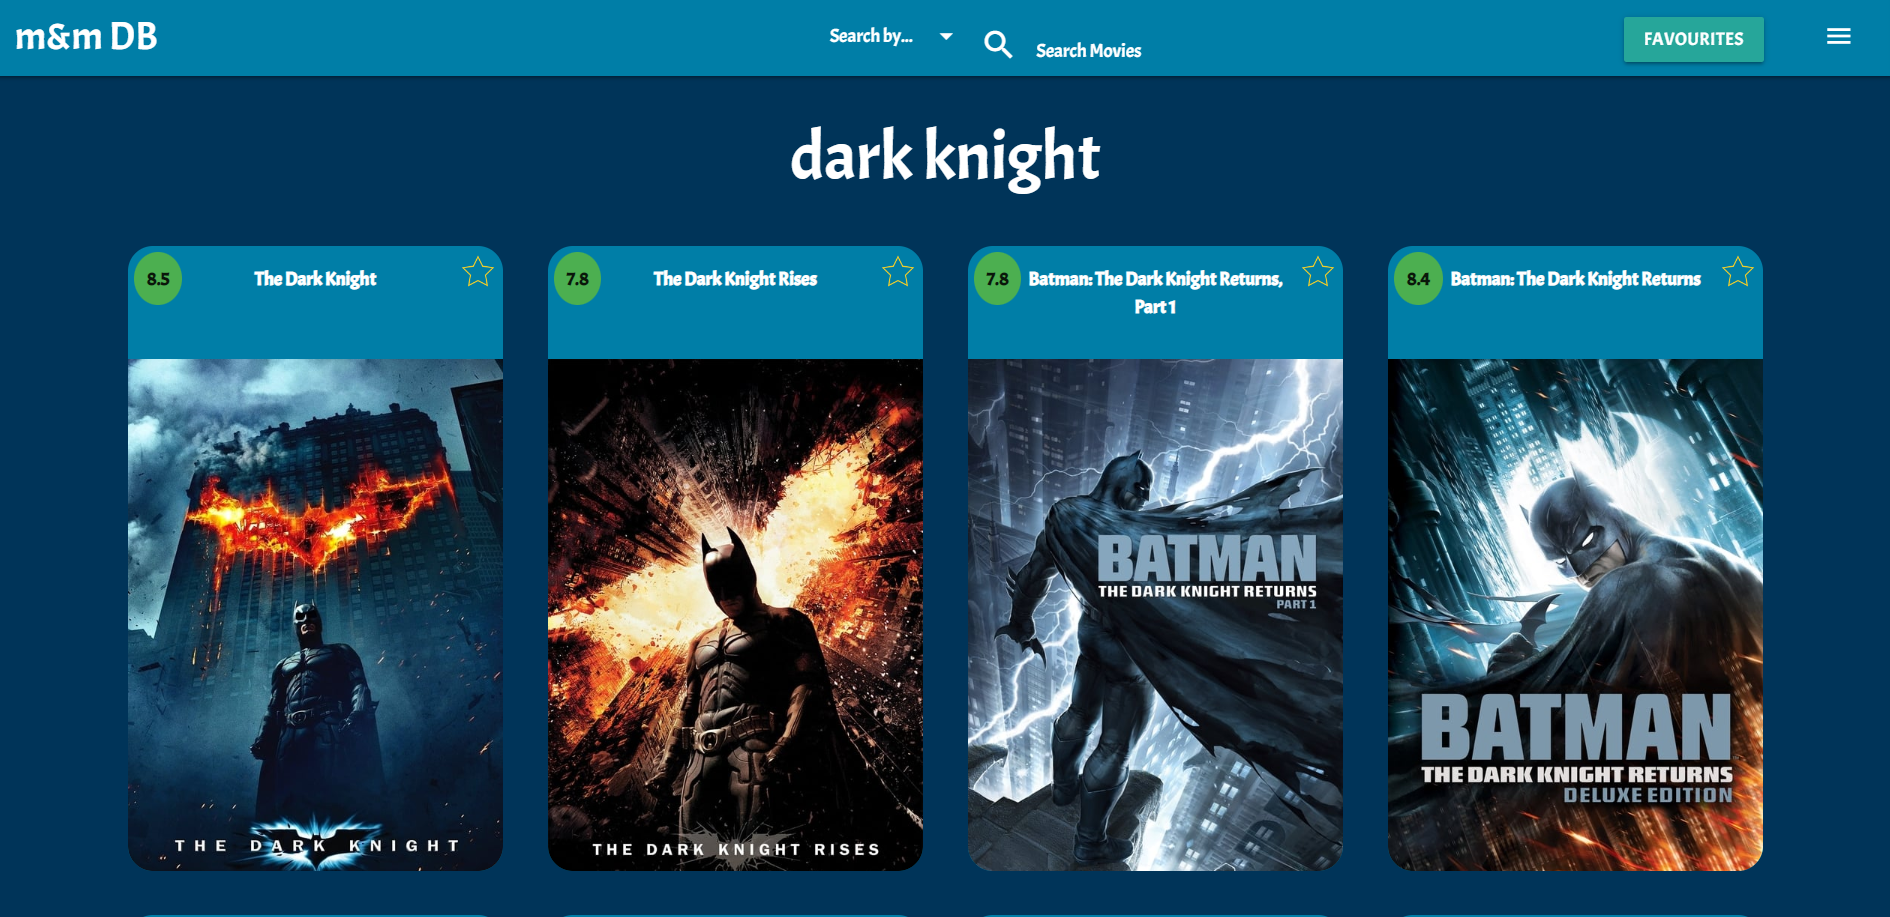 m&m DB
Search by...
Search Movies
FAVOURITES
dark knight
8.5
The Dark Knight
7.8
The Dark Knight Rises
7.8
Batman: The Dark Knight Returns,
Part 1
8.4
Batman: The Dark Knight Returns
THE DARK KNIGHT
THE DARK KNIGHT RISES
BATMAN
THE DARK KNIGHT RETURNS
PART 1
BATMAN
THE DARK KNIGHT RETURNS
DELUXE EDITION